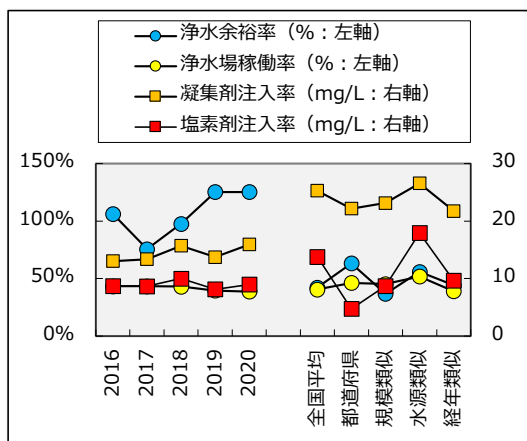 浄水余裕率（%：左軸）
浄水場稼働率（%：左軸）
凝集剤注入率（mg/L：右軸）
塩素剤注入率（mg/L：右軸）
150% 30
100% 20
50% 10
0% 0
2016 2017 2018 2019 2020 全国平均 都道府県 規模類似 水源類似 経年類似